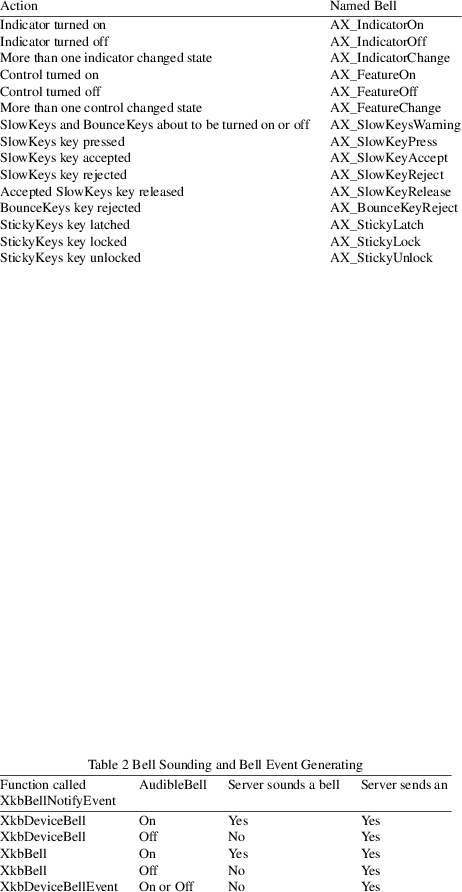 Action Named Bell
Indicator turned on AX_IndicatorOn
Indicator turned off AX_IndicatorOff
More than one indicator changed state AX_IndicatorChange
Control turned on AX_FeatureOn
Control turned off AX_FeatureOff
More than one control changed state AX_FeatureChange
SlowKeys and BounceKeys about to be turned on or off AX_SlowKeysWarning
SlowKeys key pressed AX_SlowKeyPress
SlowKeys key accepted AX_SlowKeyAccept
SlowKeys key rejected AX_SlowKeyReject
Accepted SlowKeys key released AX_SlowKeyRelease
BounceKeys key rejected AX_BounceKeyReject
StickyKeys key latched AX_StickyLatch
StickyKeys key locked AX_StickyLock
StickyKeys key unlocked AX_StickyUnlock
Table 2 Bell Sounding and Bell Event Generating
Function called AudibleBell Server sounds a bell Server sends an
XkbBellNotifyEvent
XkbDeviceBell On Yes Yes
XkbDeviceBell Off No Yes
XkbBell On Yes Yes
XkbBell Off No Yes
XkbDeviceBellEvent On or Off No Yes